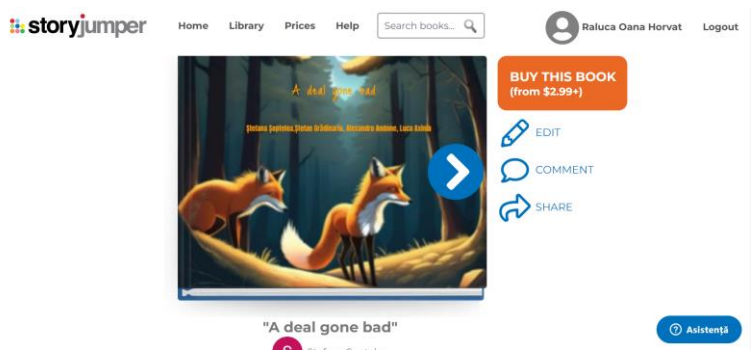 storyjumper
Home Library Prices Help Search books... Raluca Oana Horvat Logout
A deal gone bad
BUY THIS BOOK
(from $2.99+)
EDIT
COMMENT
SHARE
"A deal gone bad"
Asistență